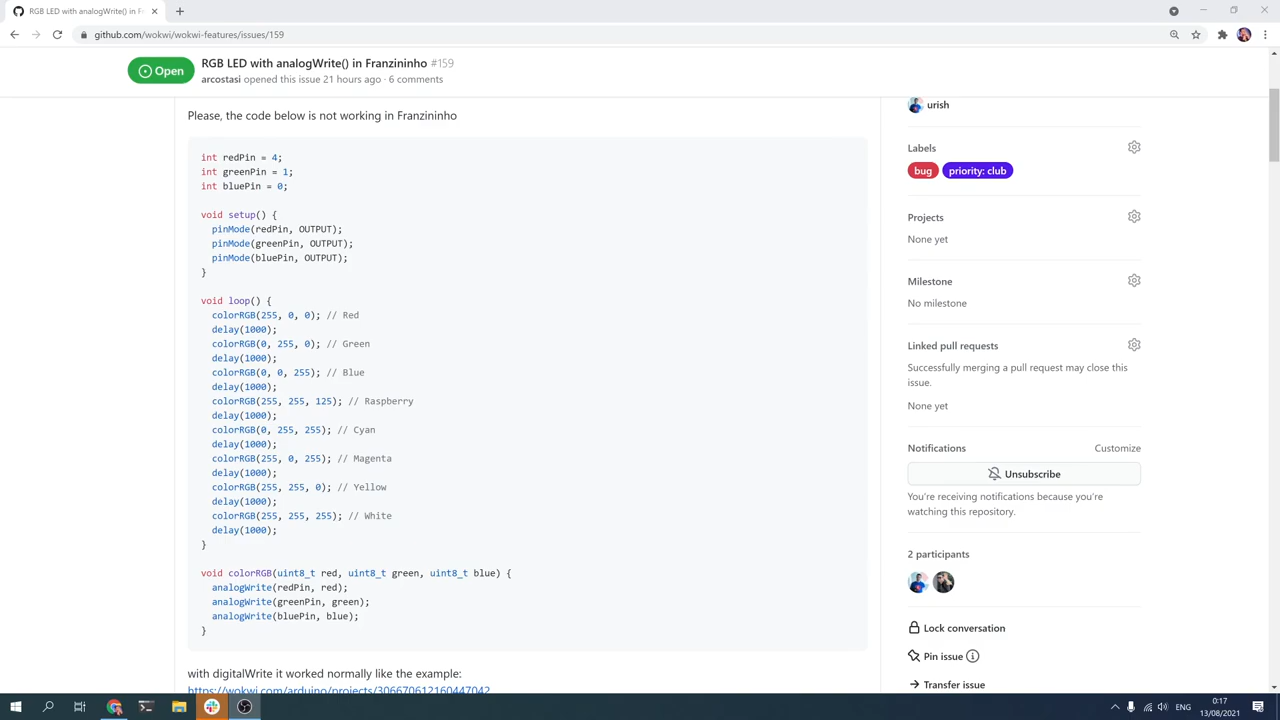 RGB LED with analogWrite() in Fr
github.com/wokwi/wokwi-features/issues/159
Open
RGB LED with analogWrite() in Franzininho #159
arcostasi opened this issue 21 hours ago · 6 comments
Please, the code below is not working in Franzininho
int redPin = 4;
int greenPin = 1;
int bluePin = 0;
void setup() {
pinMode(redPin, OUTPUT);
pinMode(greenPin, OUTPUT);
pinMode(bluePin, OUTPUT);
}
void loop() {
colorRGB(255, 0, 0); // Red
delay(1000);
colorRGB(0, 255, 0); // Green
delay(1000);
colorRGB(0, 0, 255); // Blue
delay(1000);
colorRGB(255, 255, 125); // Raspberry
delay(1000);
colorRGB(0, 255, 255); // Cyan
delay(1000);
colorRGB(255, 0, 255); // Magenta
delay(1000);
colorRGB(255, 255, 0); // Yellow
delay(1000);
colorRGB(255, 255, 255); // White
delay(1000);
}
void colorRGB(uint8_t red, uint8_t green, uint8_t blue) {
analogWrite(redPin, red);
analogWrite(greenPin, green);
analogWrite(bluePin, blue);
}
with digitalWrite it worked normally like the example:
https://wokwi.com/arduino/projects/306670612160447042
urish
Labels
bug
priority: club
Projects
None yet
Milestone
No milestone
Linked pull requests
Successfully merging a pull request may close this
issue.
None yet
Notifications
Customize
Unsubscribe
You're receiving notifications because you're
watching this repository.
2 participants
Lock conversation
Pin issue
Transfer issue
ENG
0:17
13/08/2021